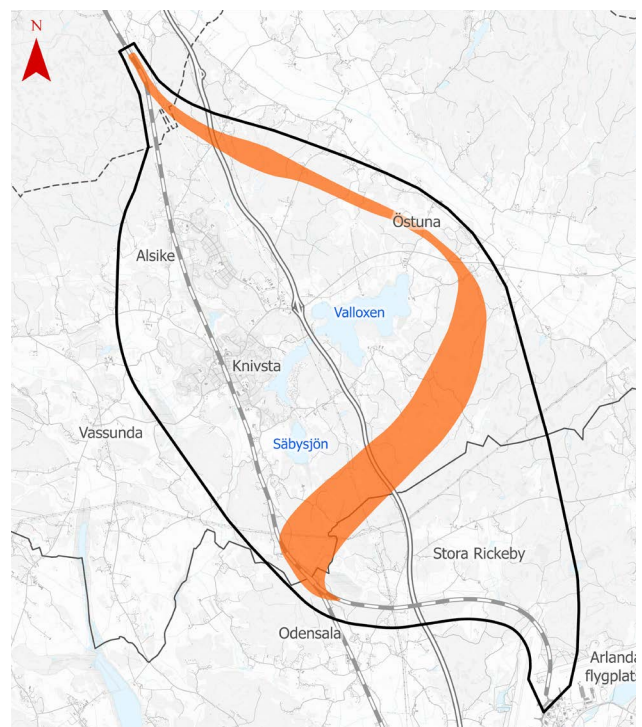 N
Östuna
Alsike
Valloxen
Knivsta
Vassunda
Säbysjön
Stora Rickeby
Odensala
Arlanda
flygplats